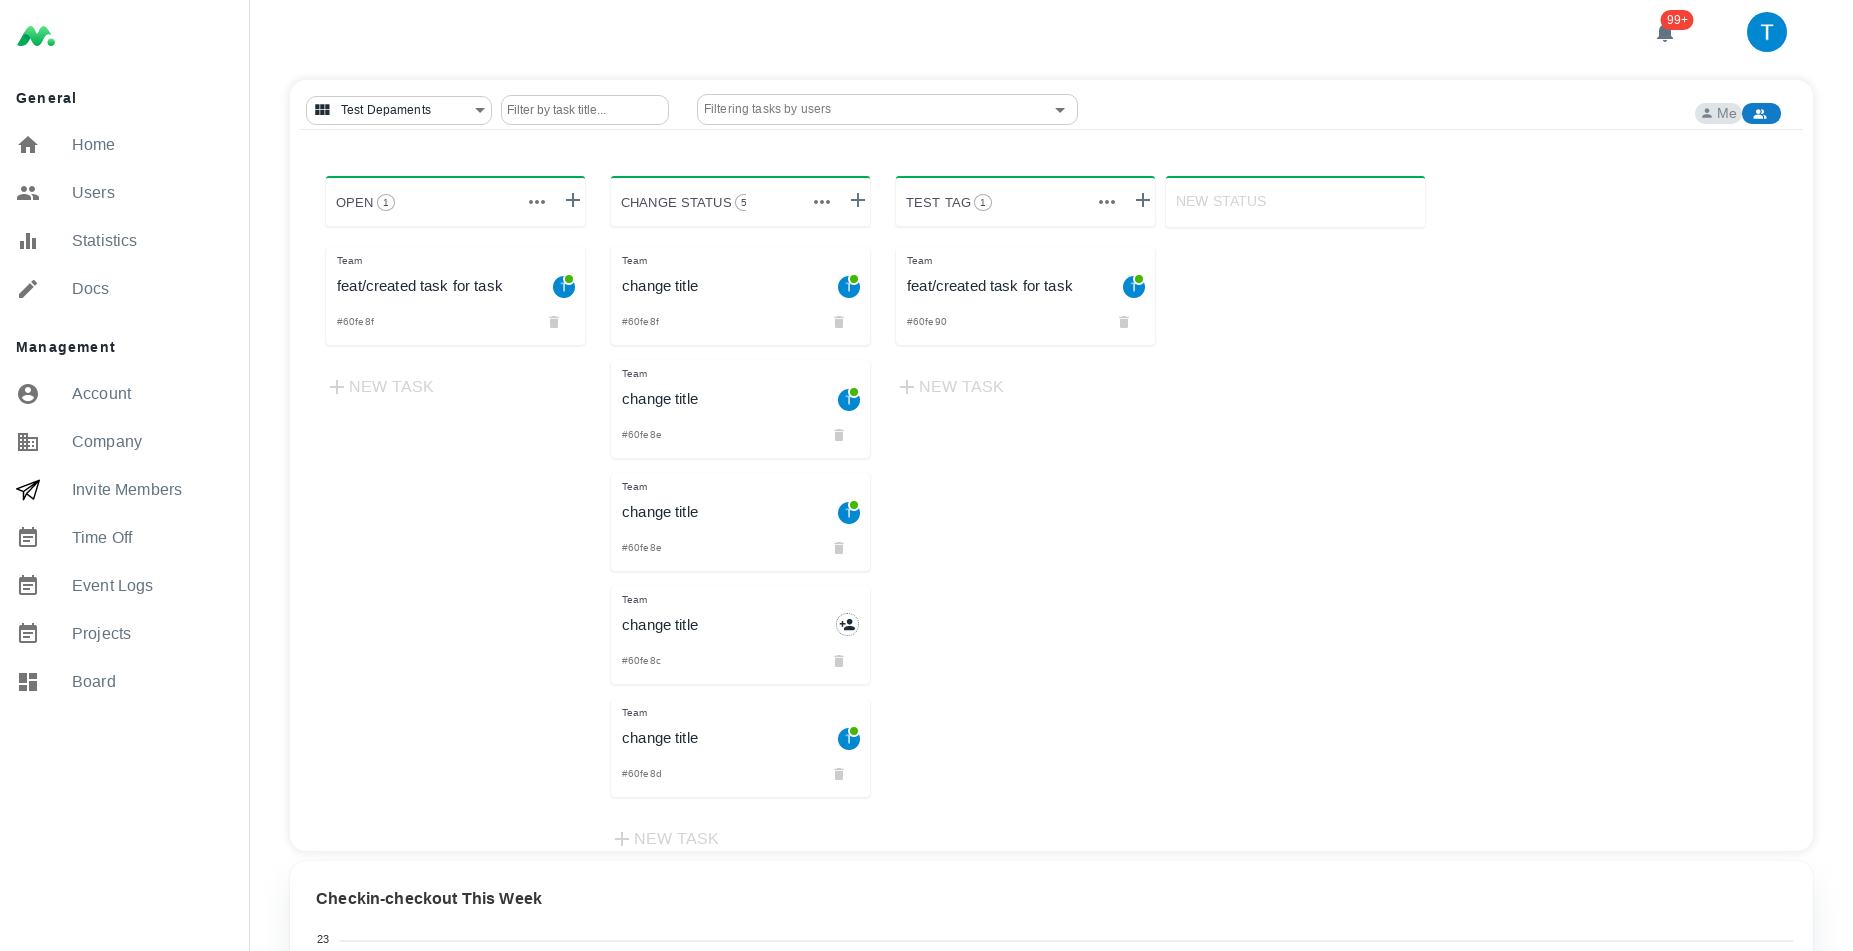 99+
T
General
Home
Users
Statistics
Docs
Management
Account
Company
Invite Members
Time Off
Event Logs
Projects
Board
Test Depaments
Filter by task title...
Filtering tasks by users
Me
OPEN 1
Team
feat/created task for task
T
#60fe8f
NEW TASK
CHANGE STATUS 5
Team
change title
T
#60fe8f
Team
change title
T
#60fe8e
Team
change title
T
#60fe8e
Team
change title
#60fe8c
Team
change title
T
#60fe8d
NEW TASK
TEST TAG 1
Team
feat/created task for task
T
#60fe90
NEW TASK
NEW STATUS
Checkin-checkout This Week
23